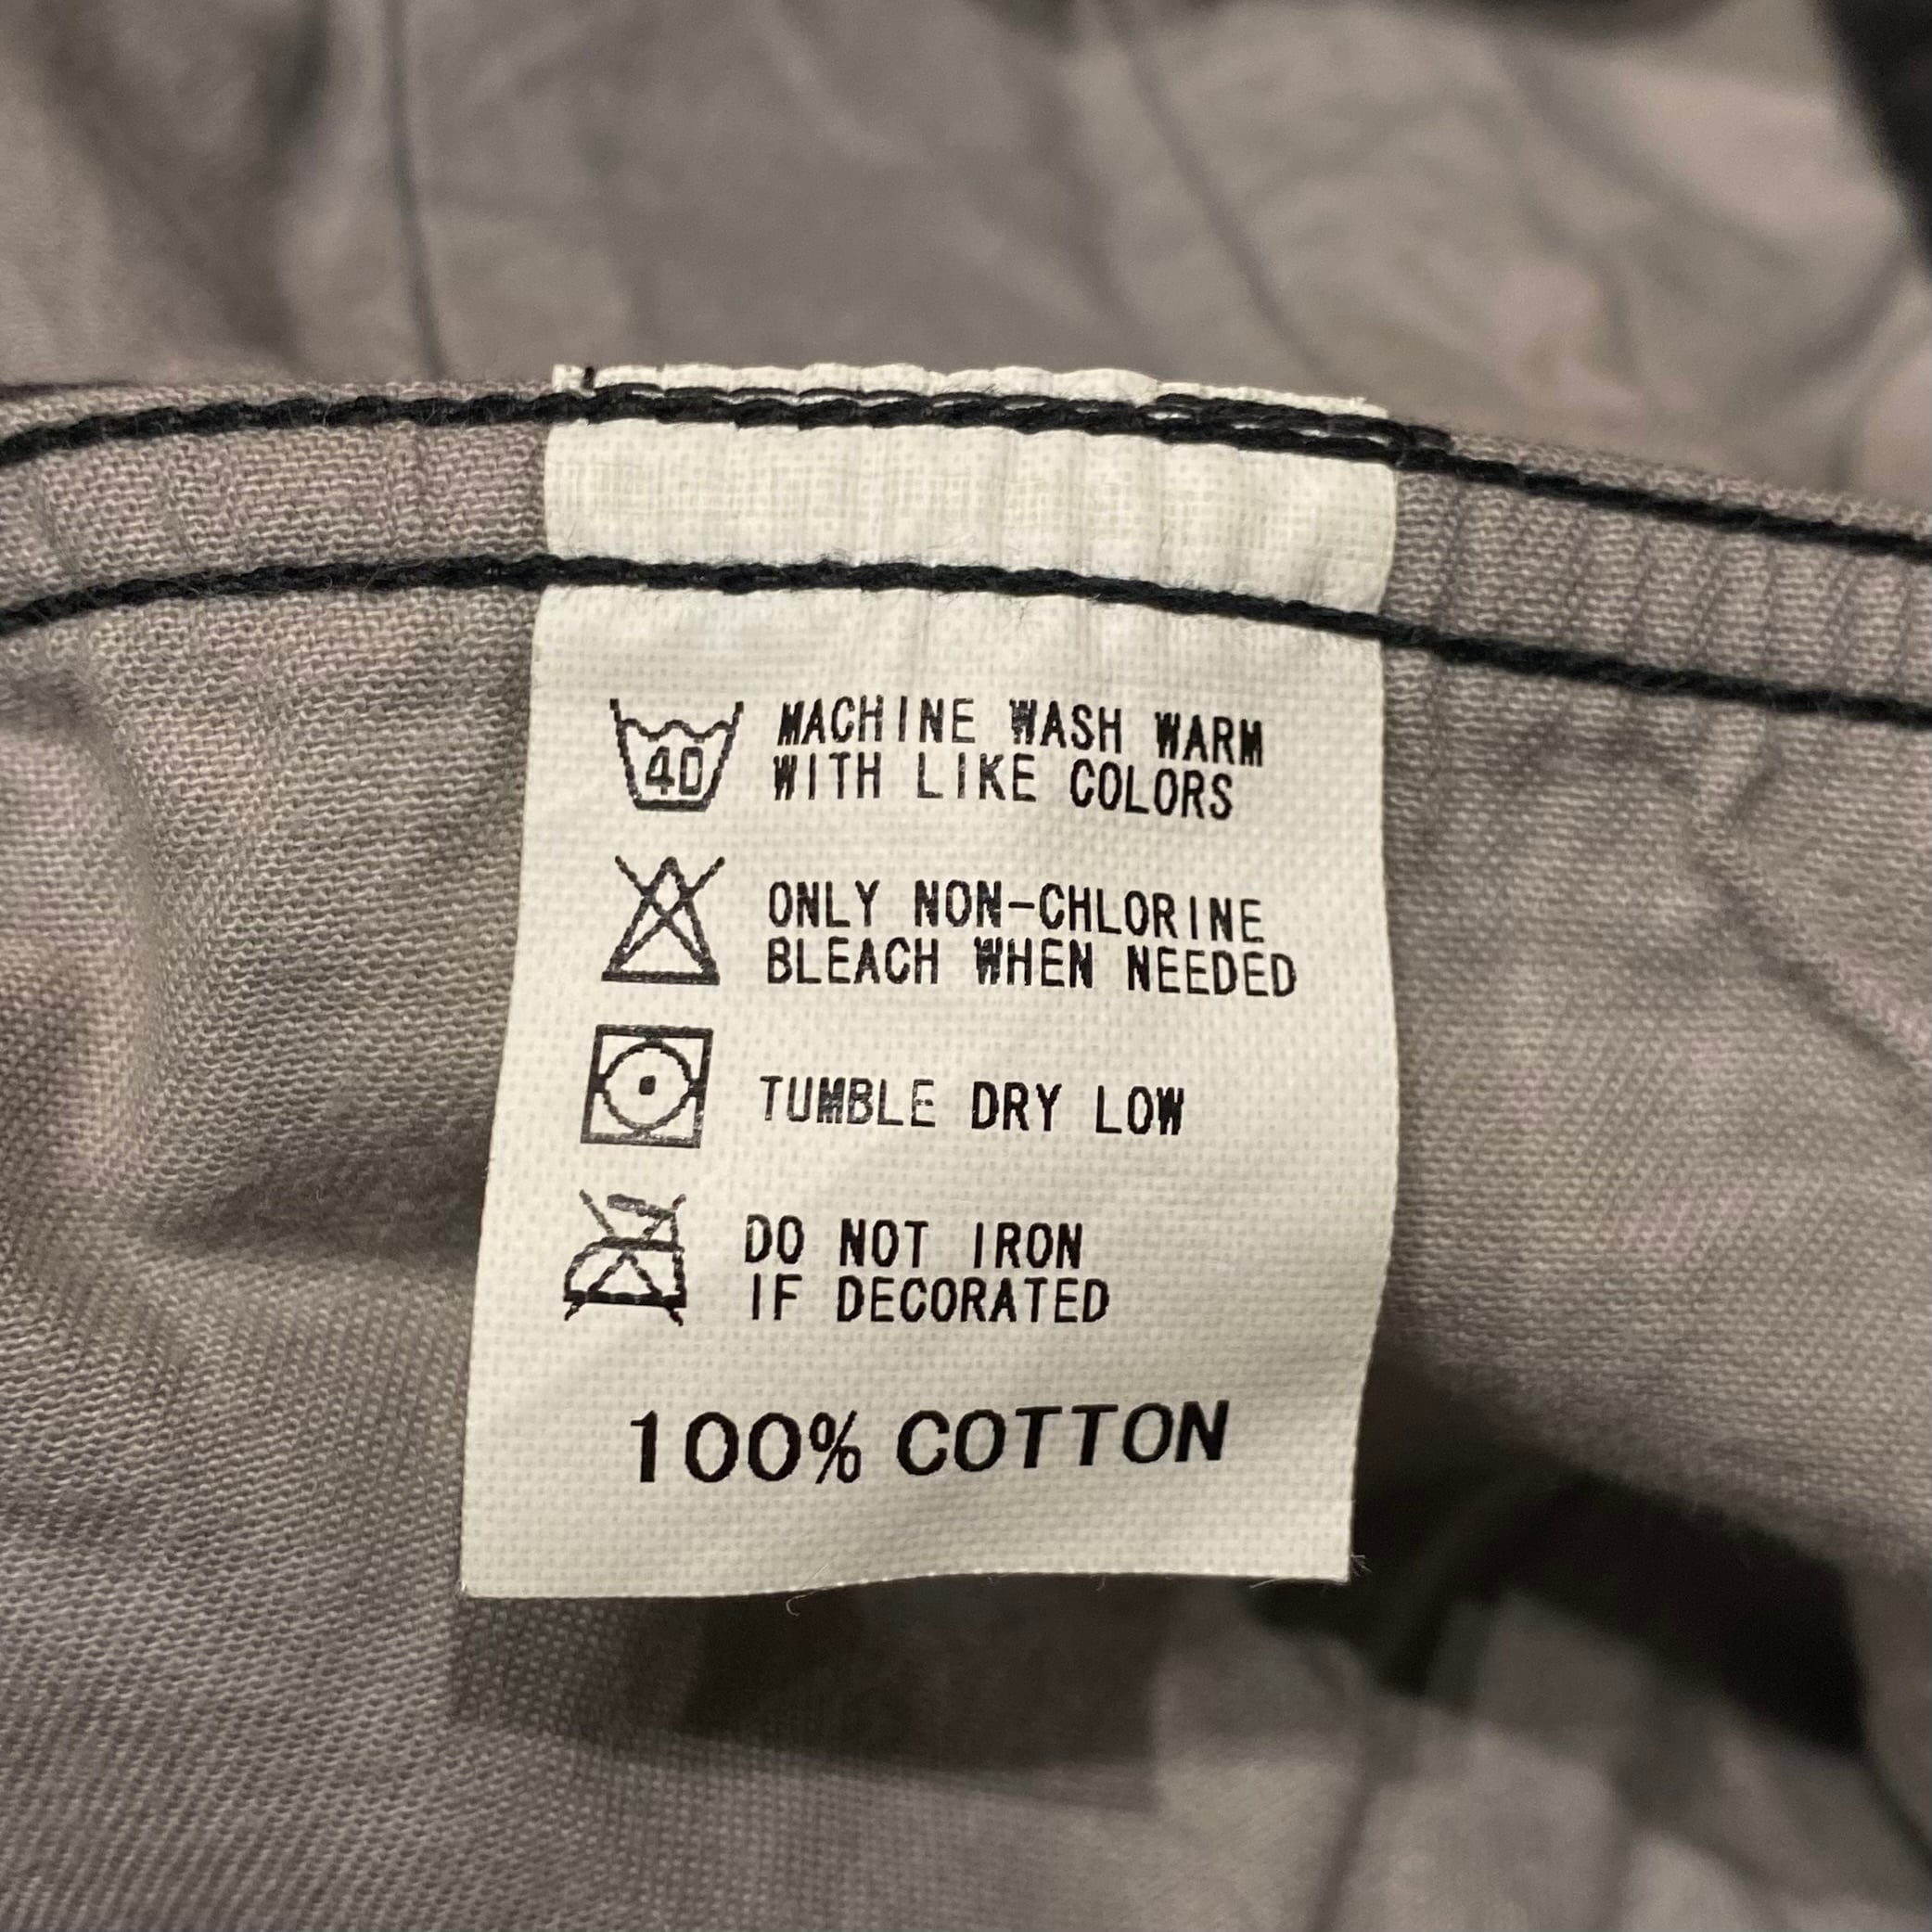 40 MACHINE WASH WARM
WITH LIKE COLORS
ONLY NON-CHLORINE
BLEACH WHEN NEEDED
TUMBLE DRY LOW
DO NOT IRON
IF DECORATED
100% COTTON